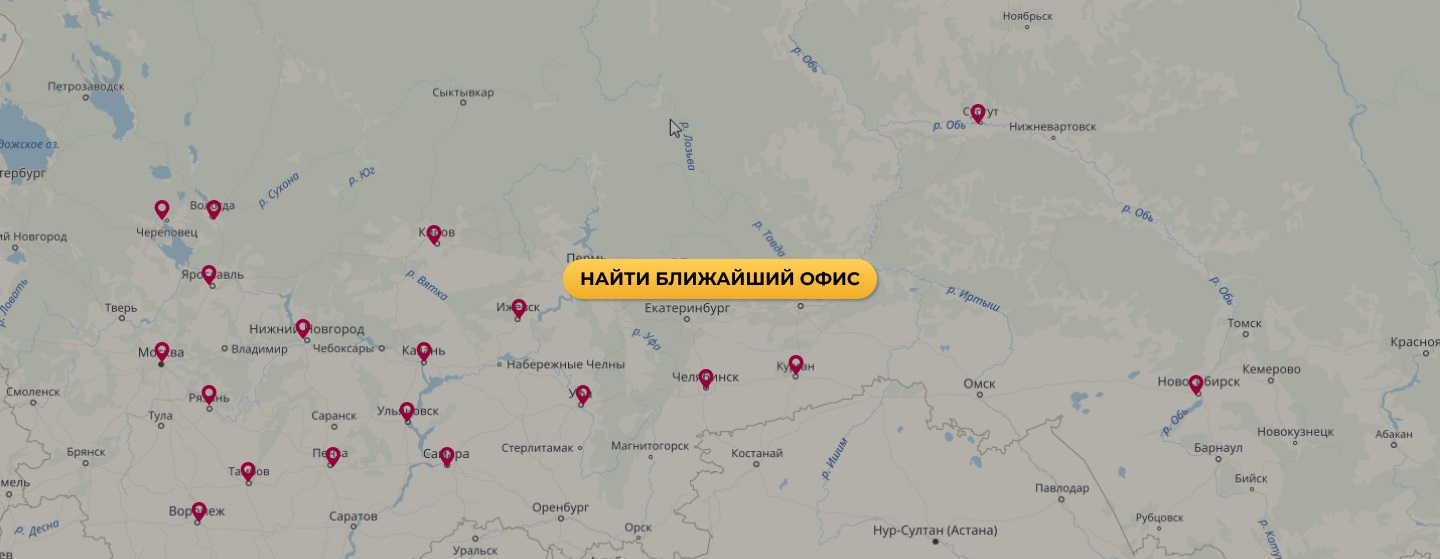 Ноябрьск
р. Обь
Петрозаводск
Сыктывкар
Сургут
р. Обь
Нижневартовск
р. Лозьва
дожское оз.
тербург
р. Сухона
р. Юг
Вологда
Череповец
р. Обь
ий Новгород
Киров
р. Тавда
Пермь
Ярославль
р. Вятка
НАЙТИ БЛИЖАЙШИЙ ОФИС
р. Ловать
Тверь
Ижевск
Екатеринбург
р. Иртыш
р. Обь
Томск
Нижний Новгород
р. Уфа
Москва
Владимир
Чебоксары
Казань
Набережные Челны
Красноя
Смоленск
Рязань
Уфа
Челябинск
Курган
Омск
Новосибирск
Кемерово
Тула
Саранск
Ульяновск
р. Обь
Новокузнецк
Абакан
Брянск
Пенза
Самара
Стерлитамак
Магнитогорск
Костанай
р. Ишим
Барнаул
мель
Тамбов
Павлодар
Бийск
Воронеж
Саратов
Оренбург
Орск
Нур-Султан (Астана)
Рубцовск
р. Десна
Уральск
р. Катунь
ев